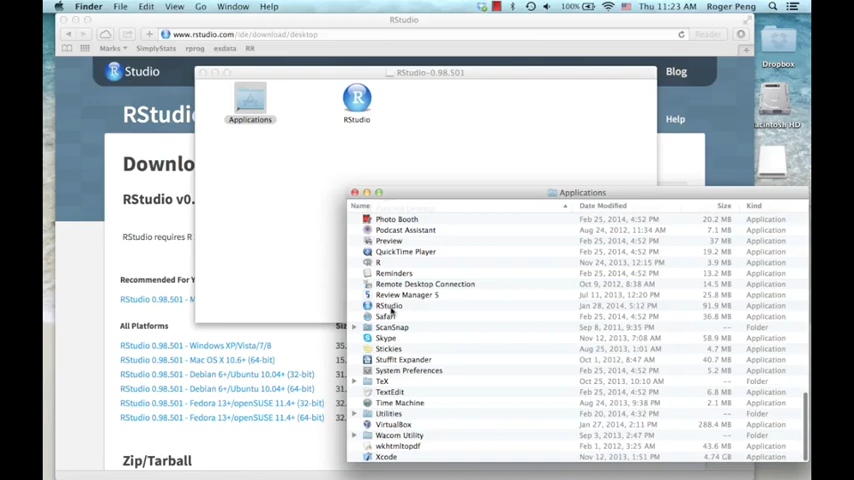 Finder File Edit View Go Window Help 100% Thu 11:23 AM Roger Peng
RStudio
www.rstudio.com/ide/download/desktop Reader
Marks SimplyStats rprog esdata RR
Studio Blog
RStudio-0.98.501
Applications RStudio
RStudi Help
Downlo
RStudio v0.
RStudio requires R
Recommended For Y
RStudio 0.98.501 - M
All Platforms Si
RStudio 0.98.501 - Windows XP/Vista/7/8 35.
RStudio 0.98.501 - Mac OS X 10.6+ (64-bit)
RStudio 0.98.501 - Debian 6+/Ubuntu 10.04+ (32-bit)
RStudio 0.98.501 - Debian 6+/Ubuntu 10.04+ (64-bit)
RStudio 0.98.501 - Fedora 13+/openSUSE 11.4+ (32-bit) 32.
RStudio 0.98.501 - Fedora 13+/openSUSE 11.4+ (64-bit) 32.
Zip/Tarball
Dropbox
acintosh HD
Applications
Name Date Modified Size Kind
Photo Booth Feb 25, 2014, 4:52 PM 20.2 MB Application
Podcast Assistant Aug 24, 2012, 11:34 AM 7.1 MB Application
Preview Feb 25, 2014, 4:52 PM 37 MB Application
QuickTime Player Feb 25, 2014, 4:52 PM 36 MB Application
R Nov 24, 2013, 12:15 PM 3.9 MB Application
Reminders Feb 25, 2014, 4:52 PM 13.2 MB Application
Remote Desktop Connection Oct 9, 2012, 8:38 AM 14.5 MB Application
Review Manager 5 Jul 11, 2013, 12:20 PM 25.8 MB Application
RStudio Jan 28, 2014, 5:12 PM 91.9 MB Application
Safari Feb 25, 2014, 4:52 PM 36.8 MB Application
ScanSnap Sep 8, 2011, 9:35 PM -- Folder
Skype Nov 12, 2013, 7:08 AM 58.9 MB Application
Stickies Aug 25, 2013, 1:01 AM 4.7 MB Application
StuffIt Expander Oct 1, 2012, 8:47 AM 40.7 MB Application
System Preferences Feb 25, 2014, 4:52 PM 5.2 MB Application
TeX Oct 25, 2013, 10:10 AM -- Folder
TextEdit Feb 25, 2014, 4:52 PM 6.8 MB Application
Time Machine Aug 24, 2013, 9:38 PM 2.1 MB Application
Utilities Feb 20, 2014, 4:32 PM -- Folder
VirtualBox Jan 27, 2014, 2:11 PM 288.4 MB Application
Wacom Utility Sep 3, 2013, 2:47 PM -- Folder
wkhtmltopdf Feb 1, 2012, 3:25 AM 43.6 MB Application
Xcode Nov 12, 2013, 1:51 PM 4.74 GB Application